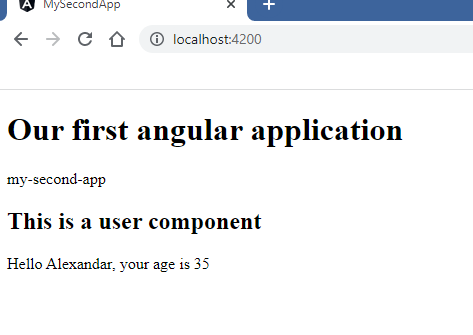 MySecondApp
localhost:4200
Our first angular application
my-second-app
This is a user component
Hello Alexandar, your age is 35